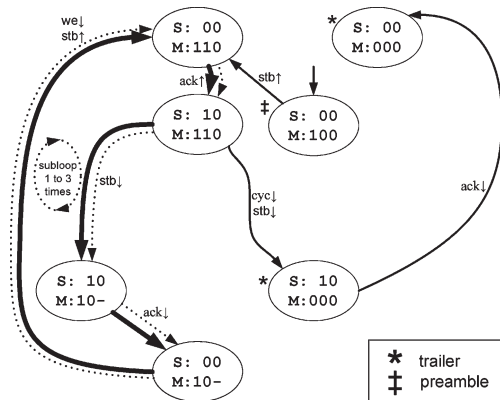 we↓
stb↑
S: 00
M:110
* S: 00
M:000
ack↑
stb↑
‡
S: 10
M:110
S: 00
M:100
subloop
1 to 3
times
stb↓
cyc↓
stb↓
ack↓
S: 10
M:10-
* S: 10
M:000
ack↓
S: 00
M:10-
* trailer
‡ preamble